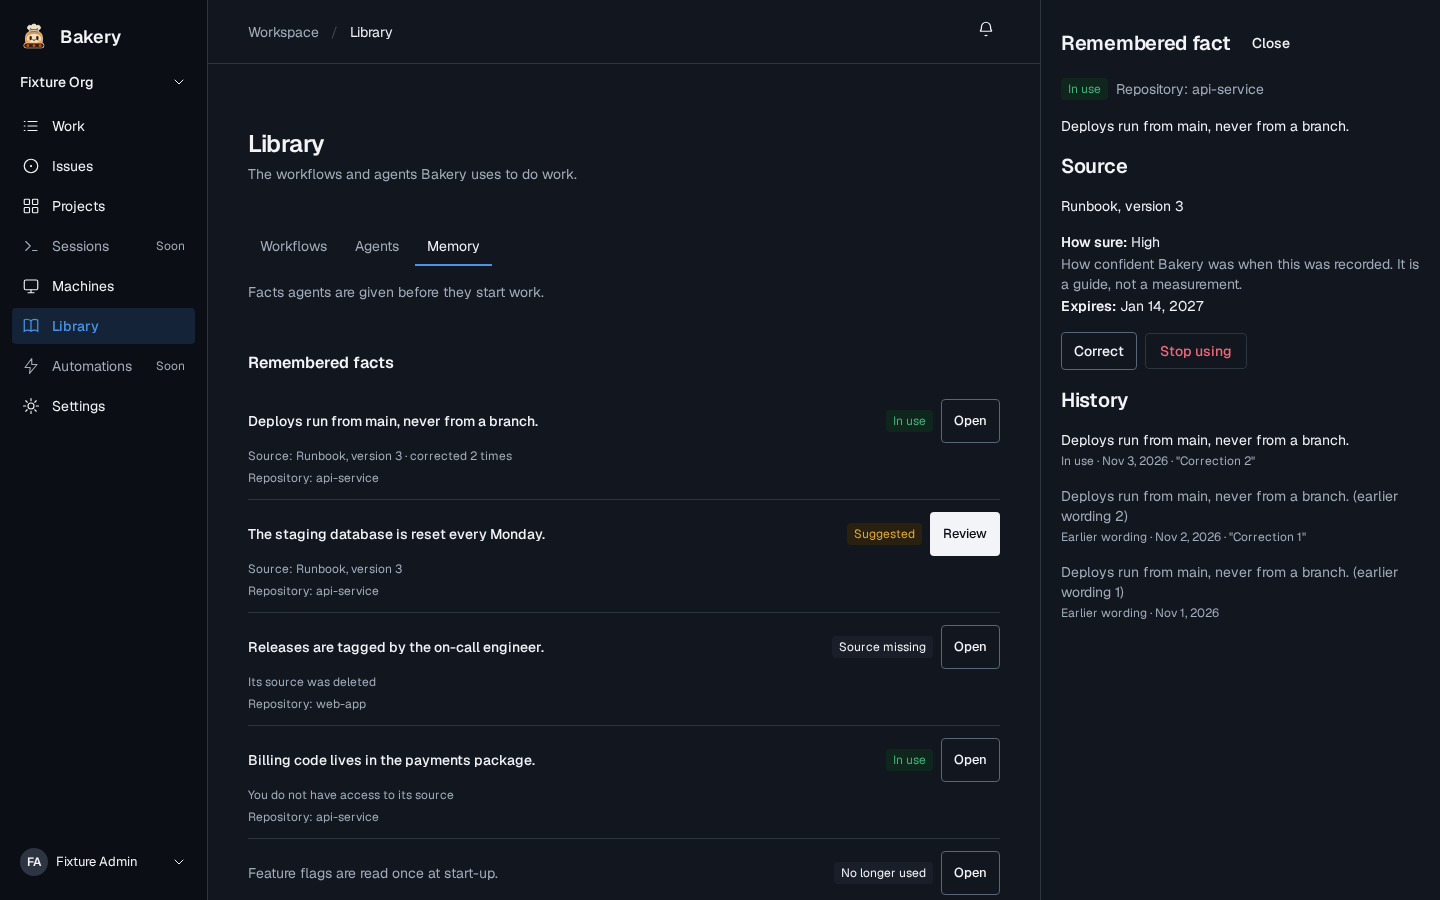 Bakery
Fixture Org
Work
Issues
Projects
Sessions Soon
Machines
Library
Automations Soon
Settings
FA Fixture Admin
Workspace / Library
Library
The workflows and agents Bakery uses to do work.
Workflows Agents Memory
Facts agents are given before they start work.
Remembered facts
Deploys run from main, never from a branch. In use Open
Source: Runbook, version 3 · corrected 2 times
Repository: api-service
The staging database is reset every Monday. Suggested Review
Source: Runbook, version 3
Repository: api-service
Releases are tagged by the on-call engineer. Source missing Open
Its source was deleted
Repository: web-app
Billing code lives in the payments package. In use Open
You do not have access to its source
Repository: api-service
Feature flags are read once at start-up. No longer used Open
Remembered fact Close
In use Repository: api-service
Deploys run from main, never from a branch.
Source
Runbook, version 3
How sure: High
How confident Bakery was when this was recorded. It is
a guide, not a measurement.
Expires: Jan 14, 2027
Correct Stop using
History
Deploys run from main, never from a branch.
In use · Nov 3, 2026 · "Correction 2"
Deploys run from main, never from a branch. (earlier
wording 2)
Earlier wording · Nov 2, 2026 · "Correction 1"
Deploys run from main, never from a branch. (earlier
wording 1)
Earlier wording · Nov 1, 2026